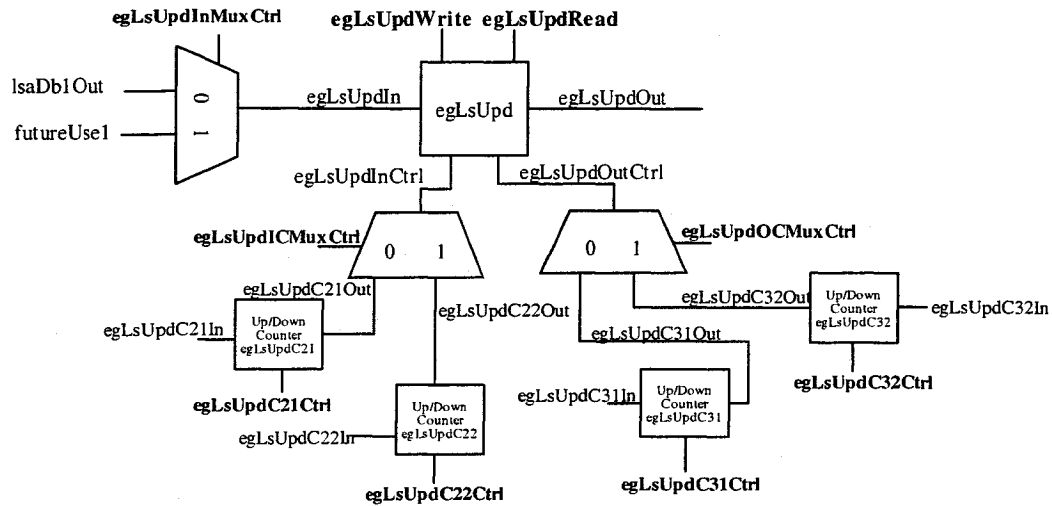 egLsUpdInMuxCtrl
egLsUpdWrite egLsUpdRead
lsaDb1Out
0
egLsUpdIn
egLsUpd
egLsUpdOut
futureUse1
1
egLsUpdInCtrl
egLsUpdOutCtrl
egLsUpdICMuxCtrl
0 1
0 1
egLsUpdOCMuxCtrl
egLsUpdC21Out
egLsUpdC22Out
egLsUpdC32Out
egLsUpdC21In
Up/Down
Counter
egLsUpdC21
egLsUpdC31Out
Up/Down
Counter
egLsUpdC32
egLsUpdC32In
egLsUpdC21Ctrl
egLsUpdC32Ctrl
egLsUpdC22In
Up/Down
Counter
egLsUpdC22
egLsUpdC31In
Up/Down
Counter
egLsUpdC31
egLsUpdC22Ctrl
egLsUpdC31Ctrl